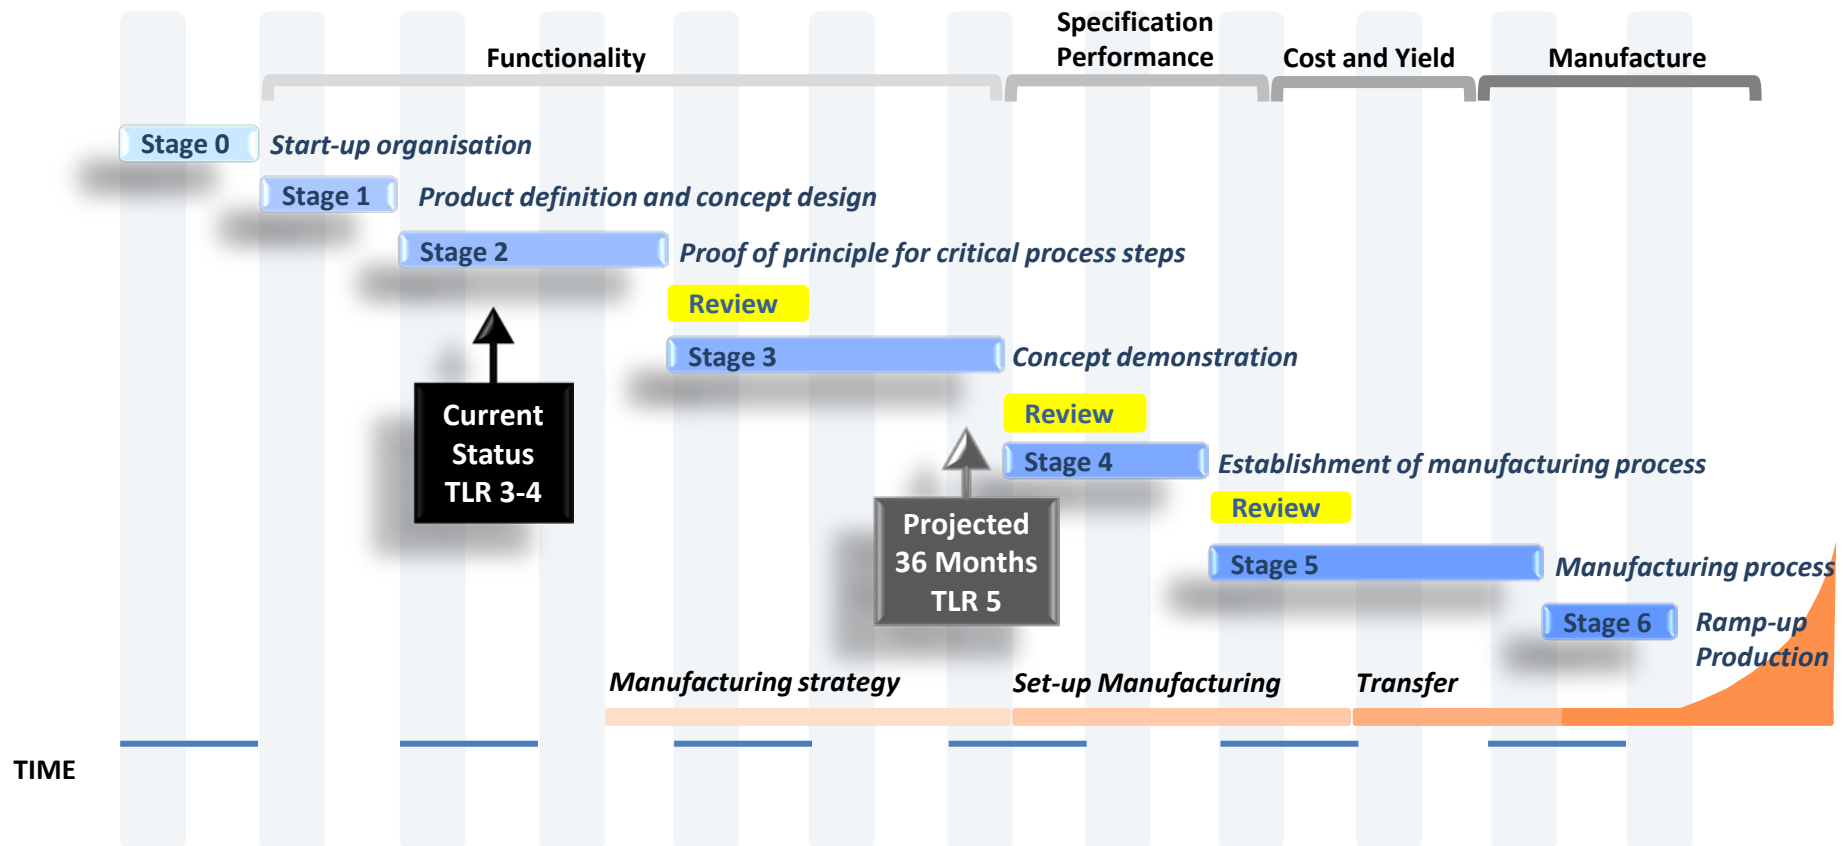 Functionality
Specification
Performance
Cost and Yield
Manufacture
Stage 0
Start-up organisation
Stage 1
Product definition and concept design
Stage 2
Proof of principle for critical process steps
Review
Stage 3
Concept demonstration
Current
Status
TLR 3-4
Review
Stage 4
Establishment of manufacturing process
Projected
36 Months
TLR 5
Review
Stage 5
Manufacturing process
Stage 6
Ramp-up
Production
Manufacturing strategy
Set-up Manufacturing
Transfer
TIME